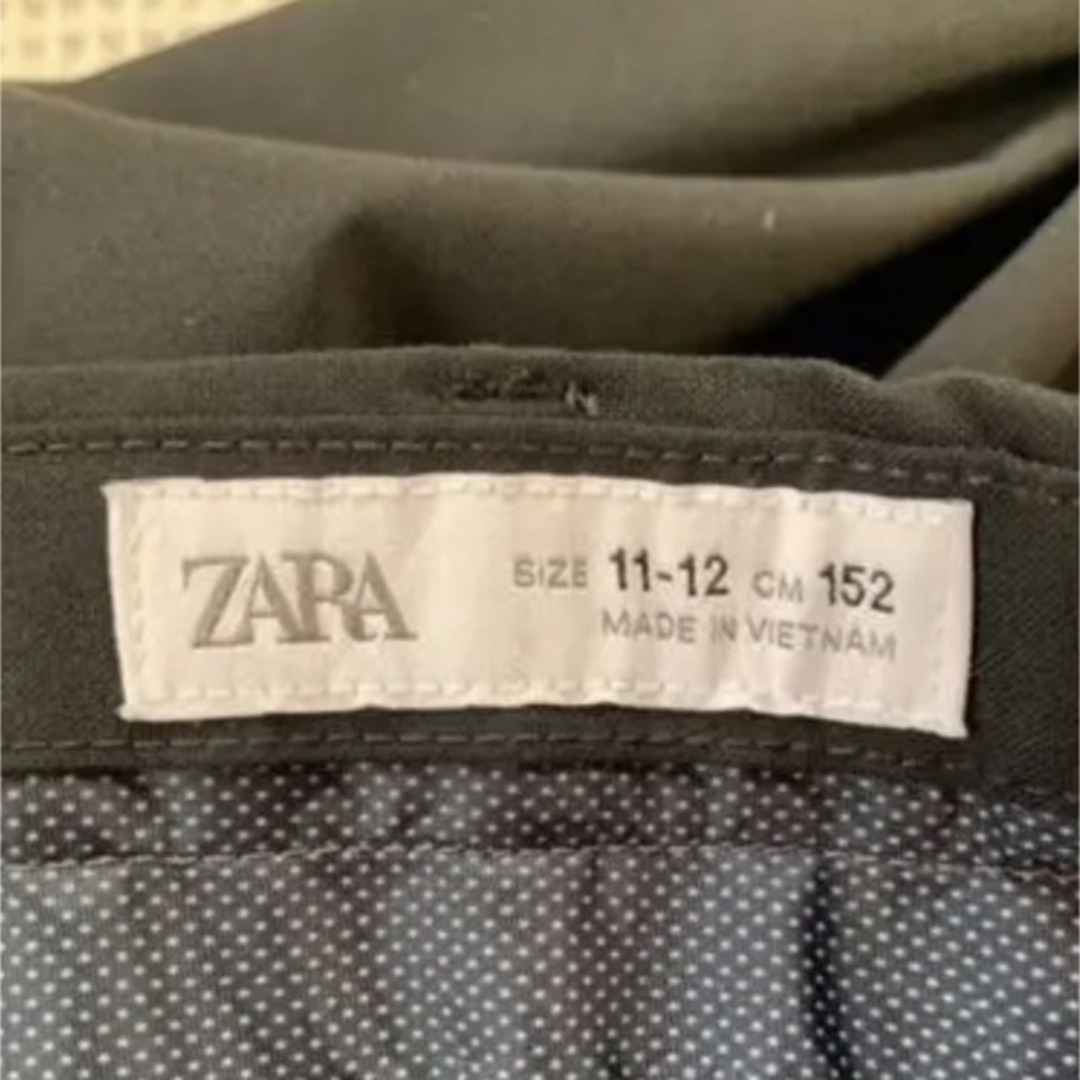 ZARA
SIZE 11-12 CM 152
MADE IN VIETNAM